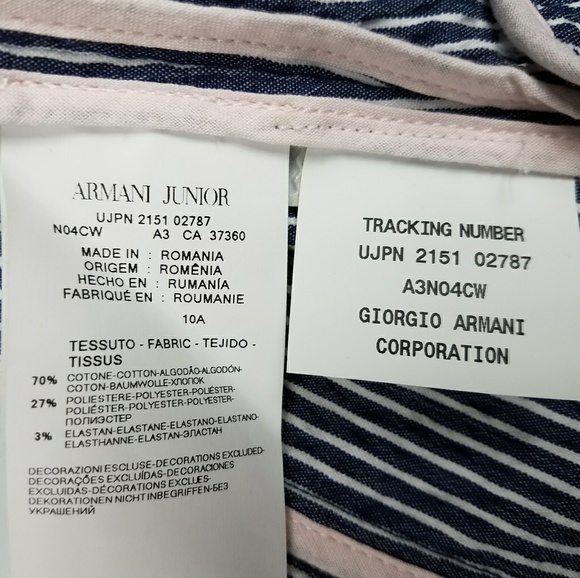 ARMANI JUNIOR
UJPN 2151 02787
N04CW A3 CA 37360
MADE IN : ROMANIA
ORIGEM : ROMÊNIA
HECHO EN : RUMANÍA
FABRIQUÉ EN : ROUMANIE
10A
TESSUTO - FABRIC - TEJIDO -
TISSUS
70% COTONE-COTTON-ALGODÃO-ALGODÓN-
COTON-BAUMWOLLE-ХЛОПОК
27% POLIESTERE-POLYESTER-POLIÉSTER-
POLIÉSTER-POLYESTER-POLYESTER-
ПОЛИЭСТЕР
3% ELASTAN-ELASTANE-ELASTANO-ELASTANO-
ELASTHANNE-ELASTAN-ЭЛАСТАН
DECORAZIONI ESCLUSE-DECORATIONS EXCLUDED-
DECORAÇÕES EXCLUÍDAS-DECORACIONES
EXCLUIDAS-DÉCORATIONS EXCLUES-
DEKORATIONEN NICHT INBEGRIFFEN-БЕЗ
УКРАШЕНИЙ
TRACKING NUMBER
UJPN 2151 02787
A3N04CW
GIORGIO ARMANI
CORPORATION